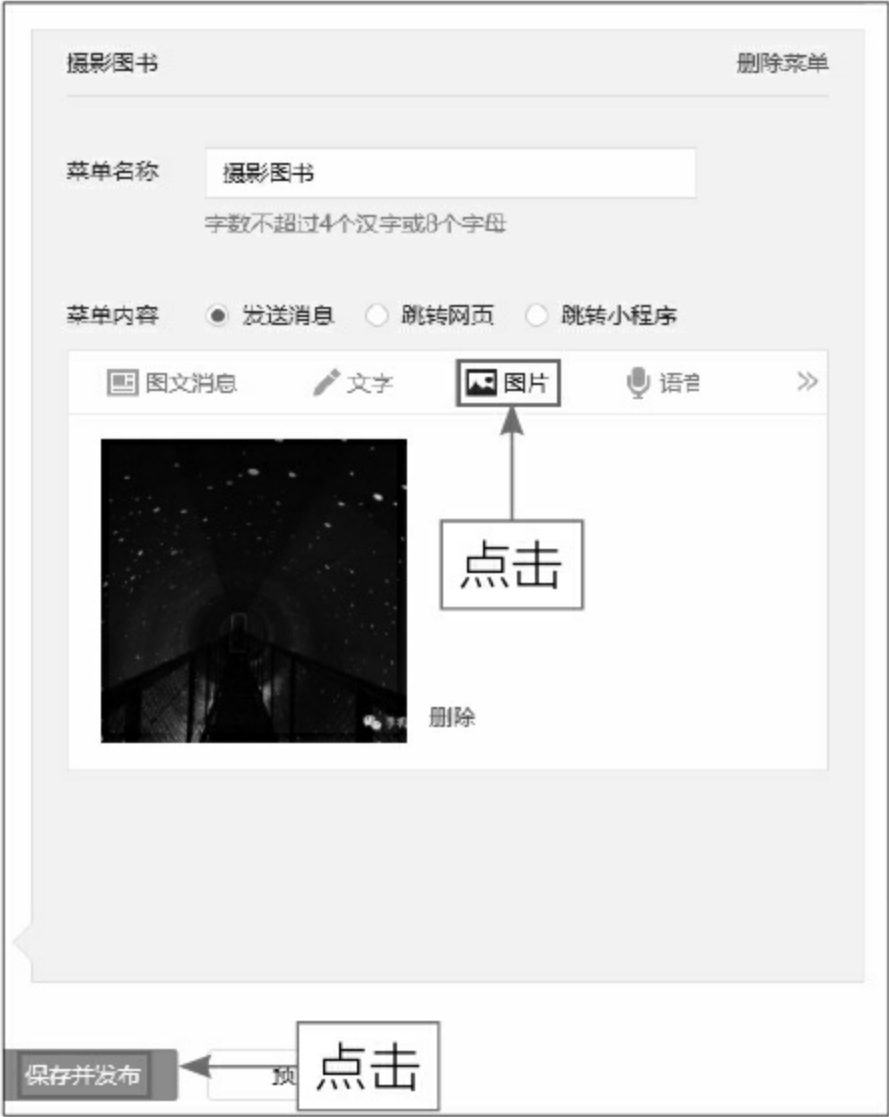 摄影图书 删除菜单
菜单名称 摄影图书
字数不超过4个汉字或8个字母
菜单内容 发送消息 跳转网页 跳转小程序
图文消息 文字 图片 语音
点击
删除
保存并发布 预 点击